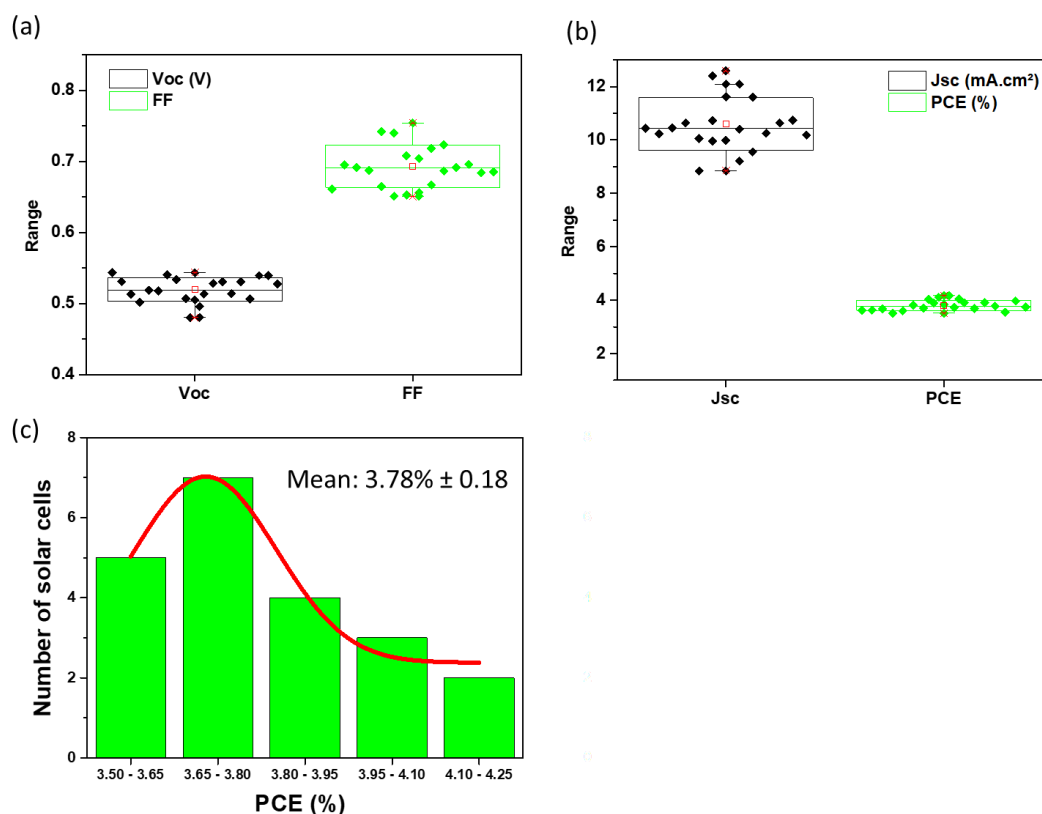 (a)
Voc (V)
FF
0.8
0.7
0.6
0.5
0.4
Range
Voc
FF
(b)
Jsc (mA.cm²)
PCE (%)
12
10
8
6
4
2
Range
Jsc
PCE
(c)
Mean: 3.78% ± 0.18
8
6
4
2
0
Number of solar cells
3.50 - 3.65
3.65 - 3.80
3.80 - 3.95
3.95 - 4.10
4.10 - 4.25
PCE (%)